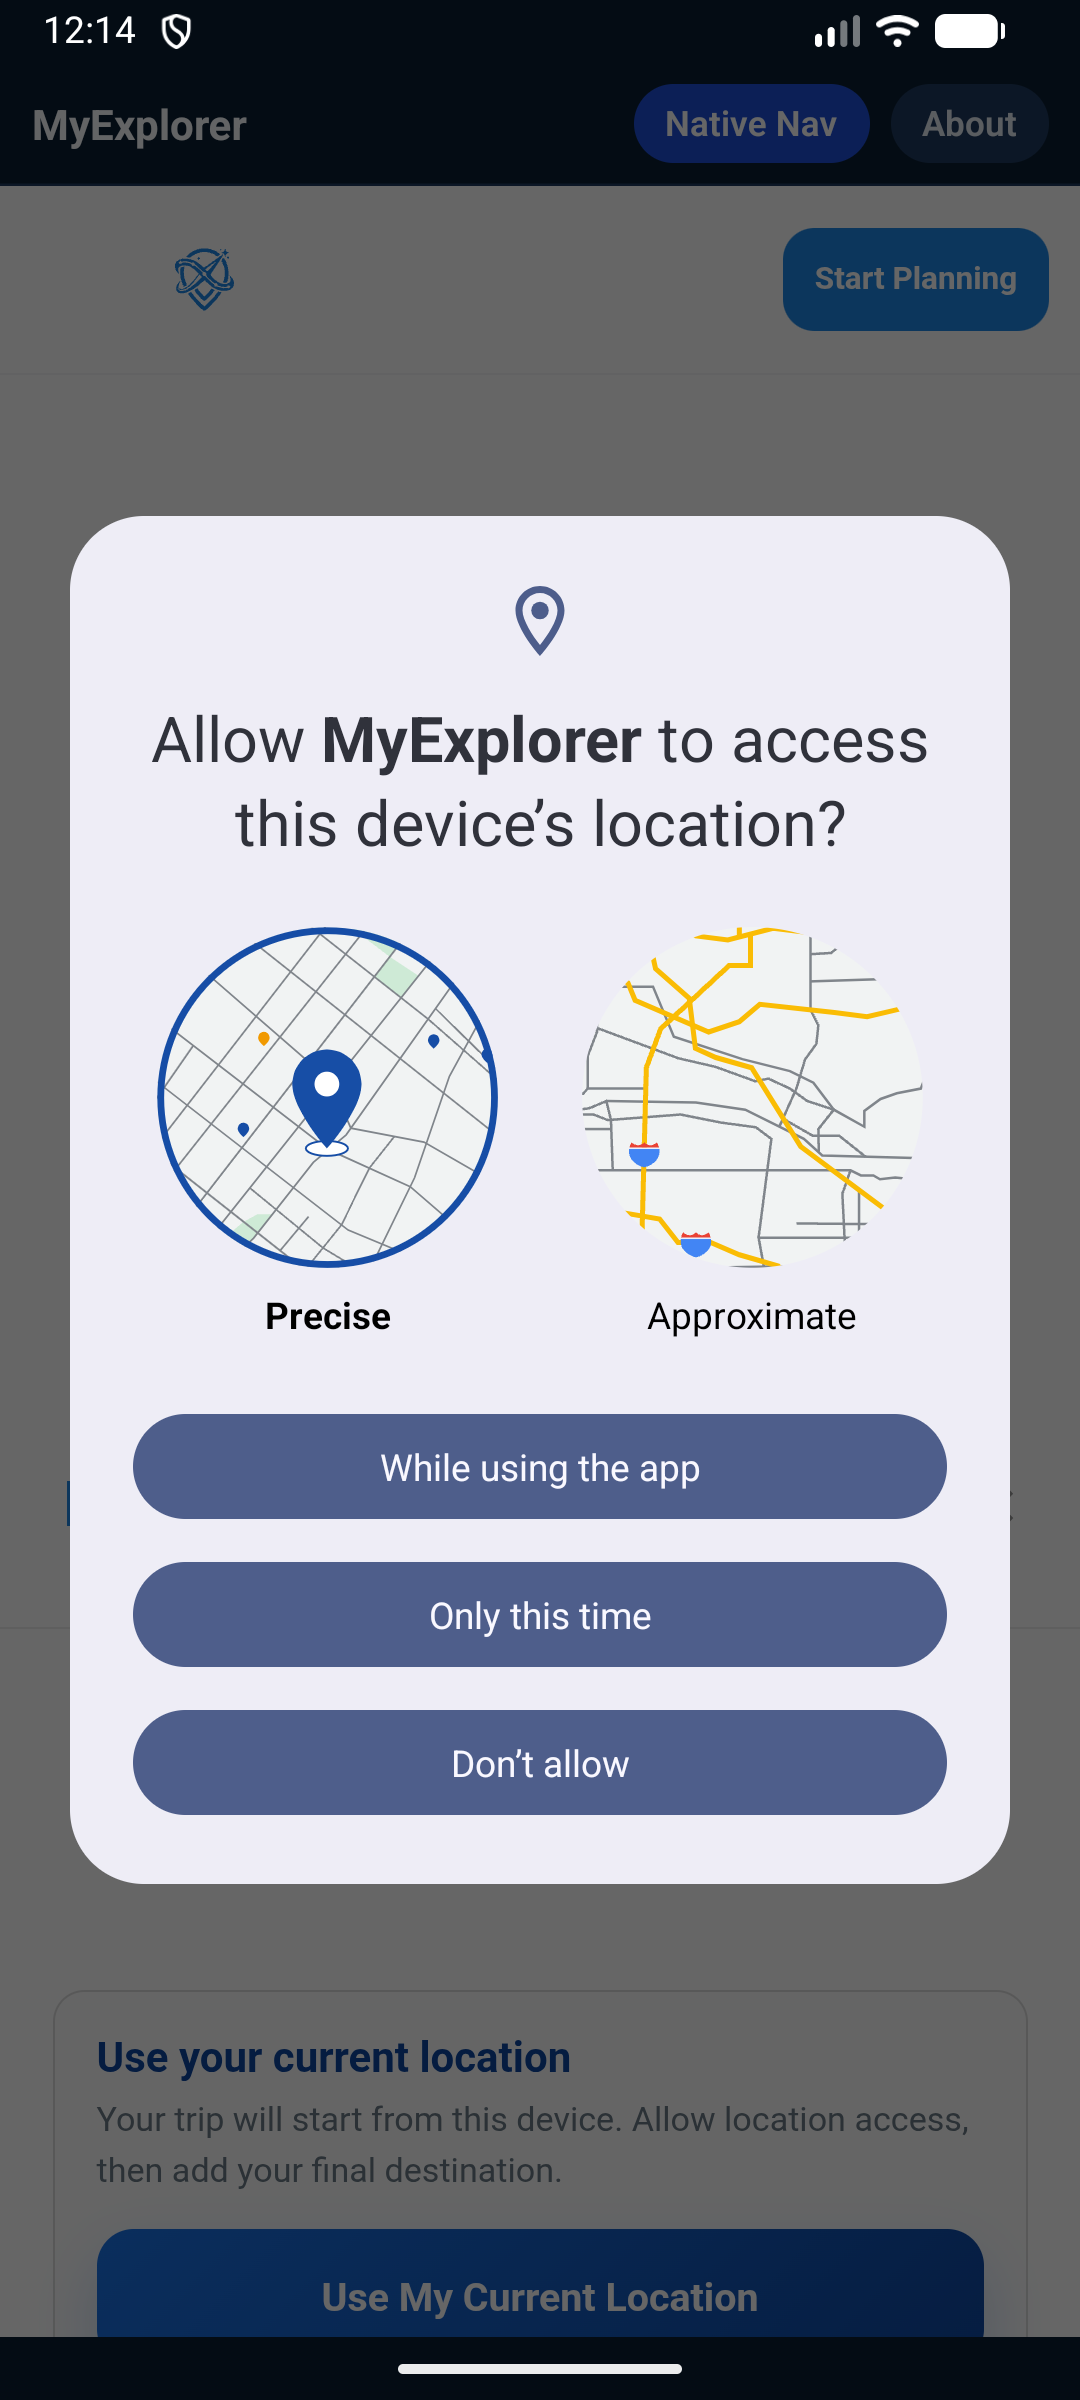 12:14
MyExplorer
Native Nav
About
Start Planning
Allow MyExplorer to access
this device’s location?
Precise
Approximate
While using the app
Only this time
Don’t allow
Use your current location
Your trip will start from this device. Allow location access,
then add your final destination.
Use My Current Location